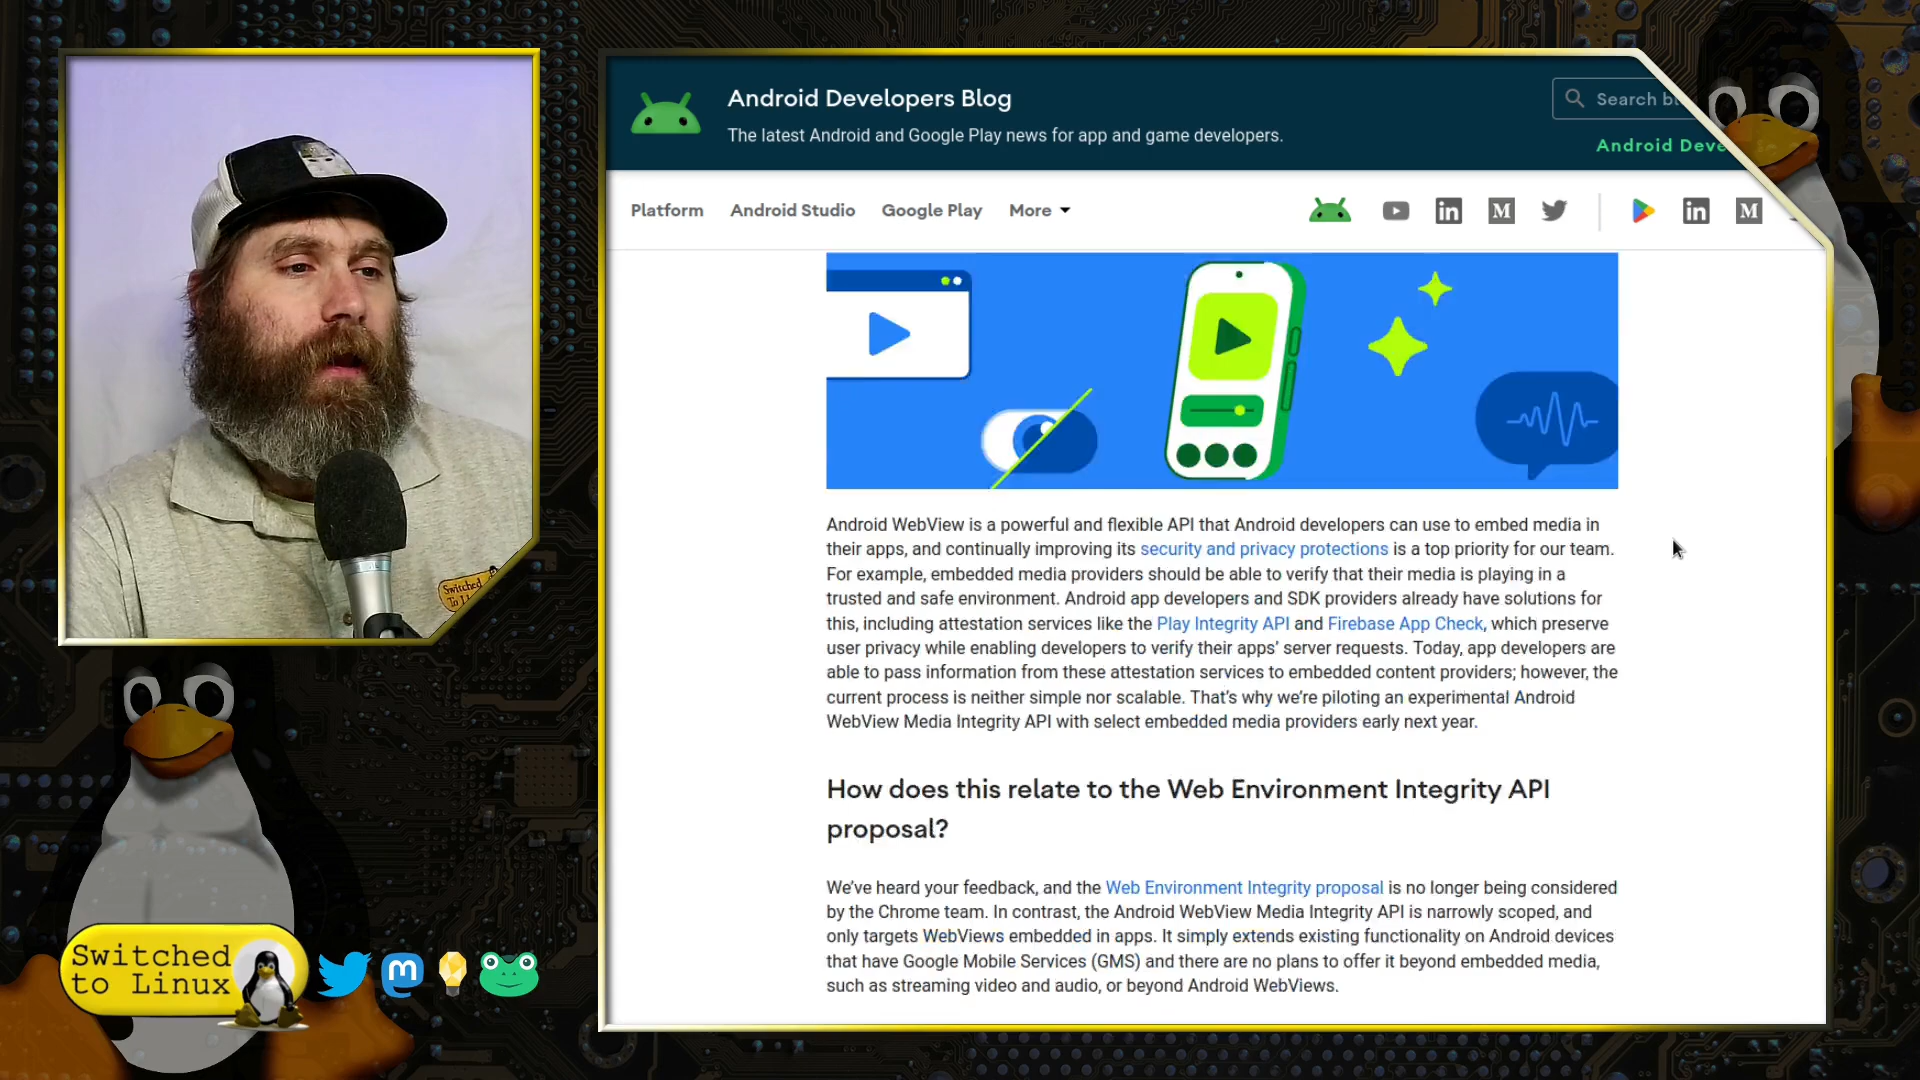 Android Developers Blog
The latest Android and Google Play news for app and game developers.
Search
Android
Platform
Android Studio
Google Play
More
Android WebView is a powerful and flexible API that Android developers can use to embed media in
their apps, and continually improving its security and privacy protections is a top priority for our team.
For example, embedded media providers should be able to verify that their media is playing in a
trusted and safe environment. Android app developers and SDK providers already have solutions for
this, including attestation services like the Play Integrity API and Firebase App Check, which preserve
user privacy while enabling developers to verify their apps’ server requests. Today, app developers are
able to pass information from these attestation services to embedded content providers; however, the
current process is neither simple nor scalable. That’s why we’re piloting an experimental Android
WebView Media Integrity API with select embedded media providers early next year.
How does this relate to the Web Environment Integrity API
proposal?
We’ve heard your feedback, and the Web Environment Integrity proposal is no longer being considered
by the Chrome team. In contrast, the Android WebView Media Integrity API is narrowly scoped, and
only targets WebViews embedded in apps. It simply extends existing functionality on Android devices
that have Google Mobile Services (GMS) and there are no plans to offer it beyond embedded media,
such as streaming video and audio, or beyond Android WebViews.
Switched
Switched
to Linux